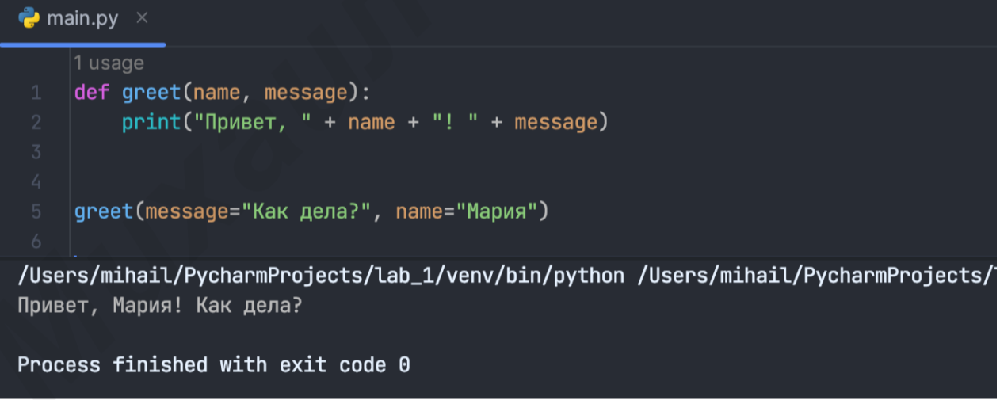 main.py ×
1 usage
1 def greet(name, message):
2     print("Привет, " + name + "! " + message)
3
4
5 greet(message="Как дела?", name="Мария")
6
/Users/mihail/PycharmProjects/lab_1/venv/bin/python /Users/mihail/PycharmProjects/
Привет, Мария! Как дела?
Process finished with exit code 0